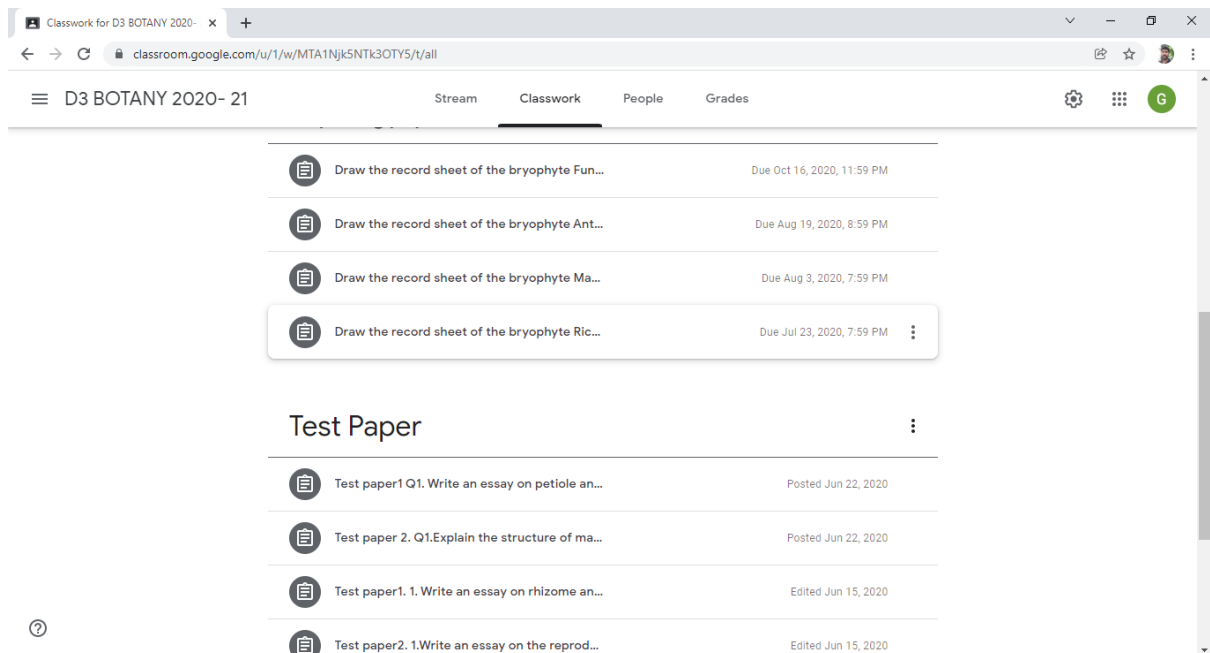 Classwork for D3 BOTANY 2020-
classroom.google.com/u/1/w/MTA1Njk5NTk3OTY5/t/all
D3 BOTANY 2020- 21
Stream Classwork People Grades
G
Draw the record sheet of the bryophyte Fun... Due Oct 16, 2020, 11:59 PM
Draw the record sheet of the bryophyte Ant... Due Aug 19, 2020, 8:59 PM
Draw the record sheet of the bryophyte Ma... Due Aug 3, 2020, 7:59 PM
Draw the record sheet of the bryophyte Ric... Due Jul 23, 2020, 7:59 PM
Test Paper
Test paper1 Q1. Write an essay on petiole an... Posted Jun 22, 2020
Test paper 2. Q1.Explain the structure of ma... Posted Jun 22, 2020
Test paper1. 1. Write an essay on rhizome an... Edited Jun 15, 2020
Test paper2. 1.Write an essay on the reprod... Edited Jun 15, 2020